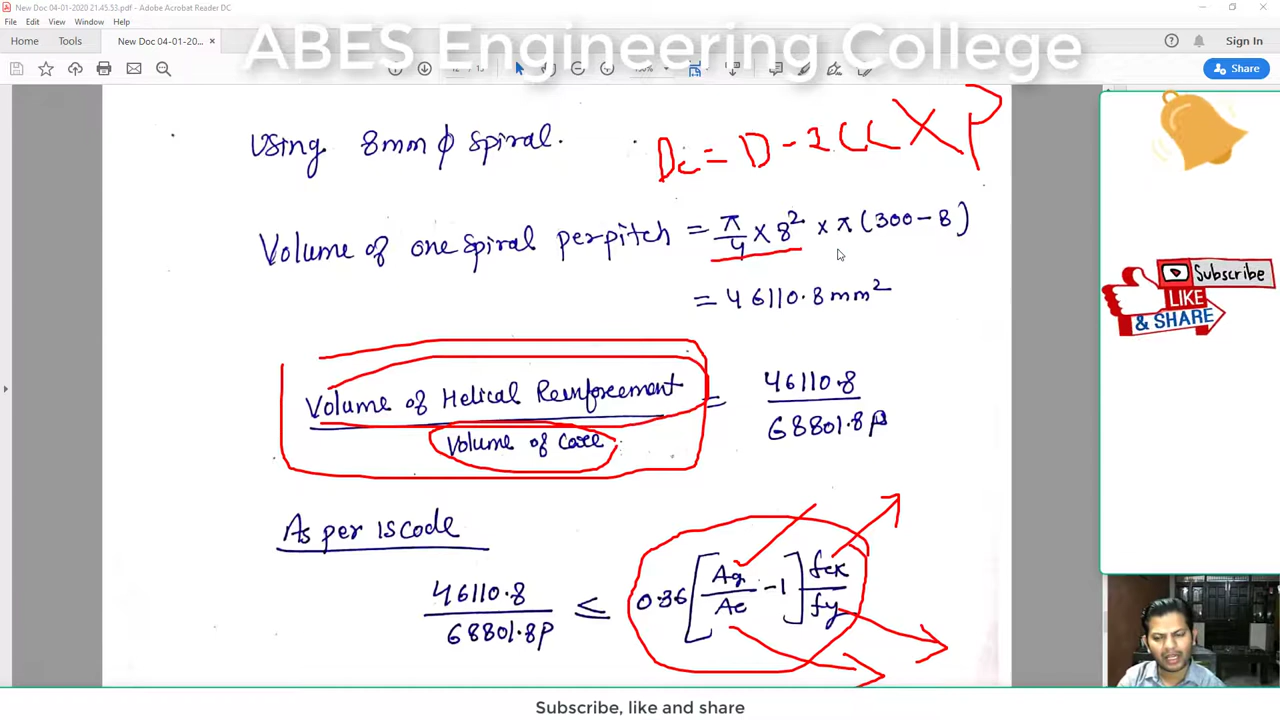 New Doc 04-01-2020 21.45.53.pdf - Adobe Acrobat Reader DC
File Edit View Window Help
Home Tools New Doc 04-01-20... × Sign In
ABES Engineering College
Share
Using 8mm ϕ spiral.
Dc = D - 2CC X P
Volume of one spiral per pitch = π/4 × 8² × π(300-8)
= 46110.8 mm²
Subscribe
LIKE
& SHARE
Volume of Helical Reinforcement / Volume of Core = 46110.8 / 68801.8P
As per IS code
46110.8 / 68801.8P ≤ 0.36 [Ag/Ac - 1] fck/fy
Subscribe, like and share